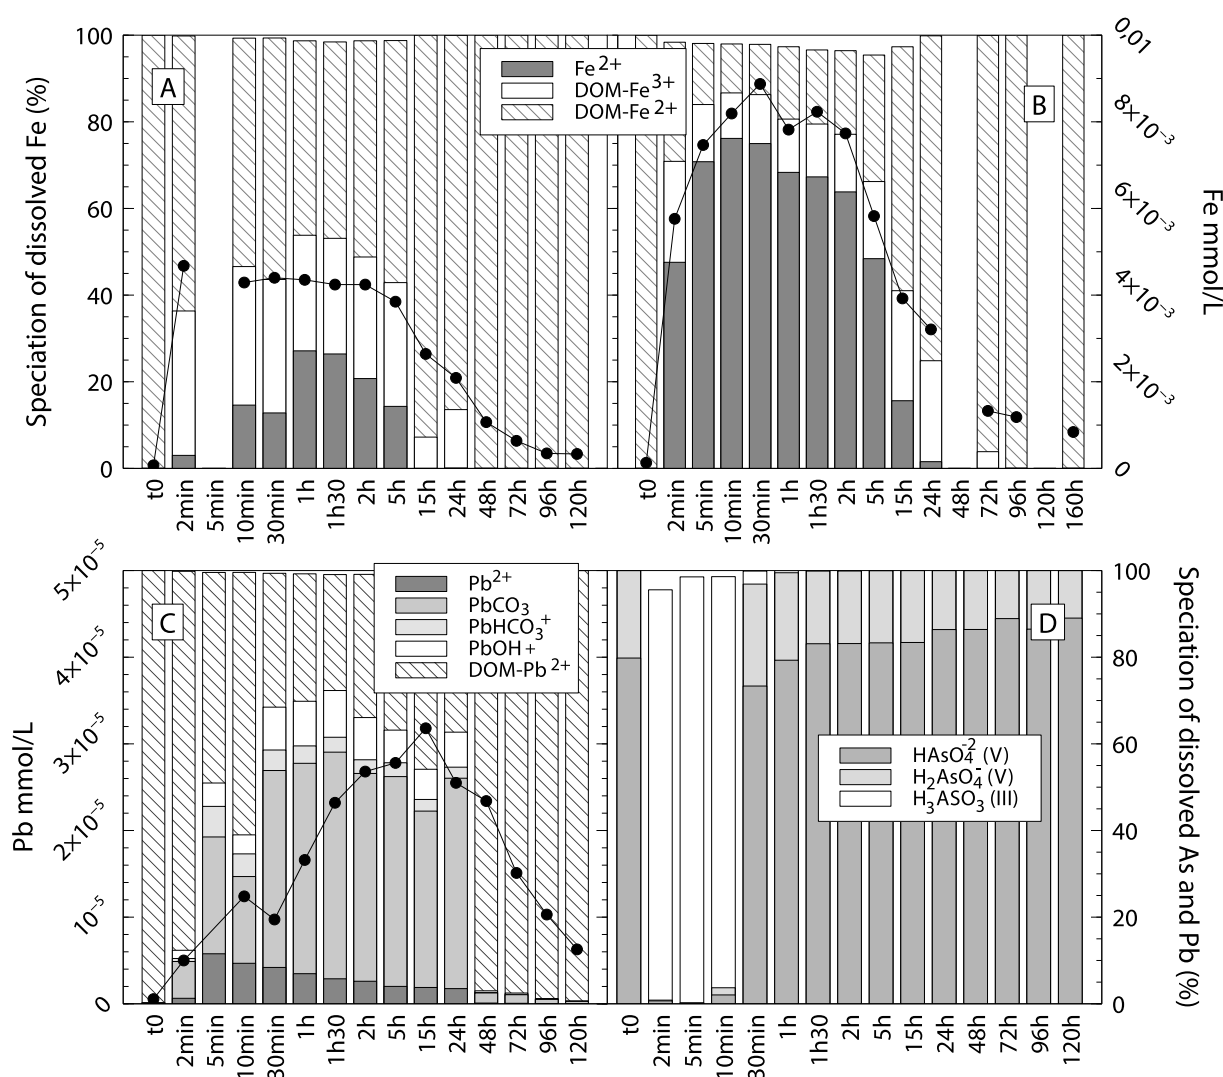 A
Fe2+
DOM-Fe3+
DOM-Fe2+
B
100
80
60
40
20
0
Speciation of dissolved Fe (%)
0,01
8×10−3
6×10−3
4×10−3
2×10−3
0
Fe mmol/L
t0 2min 5min 10min 30min 1h 1h30 2h 5h 15h 24h 48h 72h 96h 120h
t0 2min 5min 10min 30min 1h 1h30 2h 5h 15h 24h 48h 72h 96h 120h 160h
C
Pb2+
PbCO3
PbHCO3+
PbOH+
DOM-Pb2+
D
HAsO4-2 (V)
H2AsO4- (V)
H3ASO3 (III)
5×10−5
4×10−5
3×10−5
2×10−5
10−5
0
Pb mmol/L
100
80
60
40
20
0
Speciation of dissolved As and Pb (%)
t0 2min 5min 10min 30min 1h 1h30 2h 5h 15h 24h 48h 72h 96h 120h
t0 2min 5min 10min 30min 1h 1h30 2h 5h 15h 24h 48h 72h 96h 120h